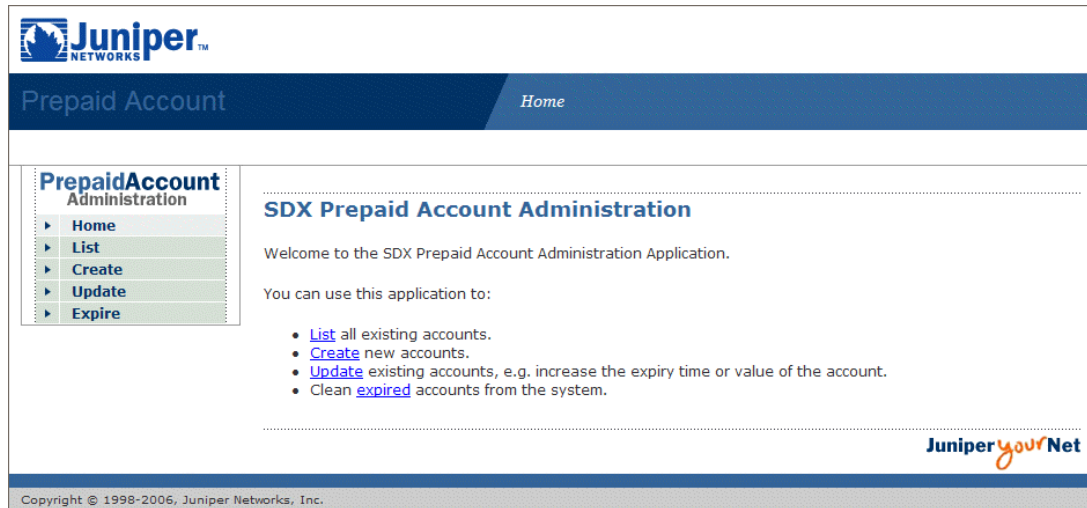 Juniper™
NETWORKS
Prepaid Account
Home
PrepaidAccount
Administration
Home
List
Create
Update
Expire
SDX Prepaid Account Administration
Welcome to the SDX Prepaid Account Administration Application.
You can use this application to:
• List all existing accounts.
• Create new accounts.
• Update existing accounts, e.g. increase the expiry time or value of the account.
• Clean expired accounts from the system.
Juniper your Net
Copyright © 1998-2006, Juniper Networks, Inc.